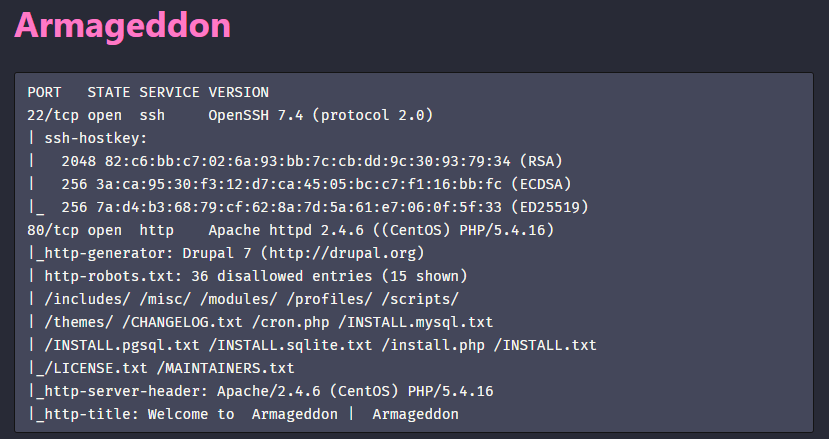 Armageddon
PORT   STATE SERVICE VERSION
22/tcp open  ssh     OpenSSH 7.4 (protocol 2.0)
| ssh-hostkey:
|   2048 82:c6:bb:c7:02:6a:93:bb:7c:cb:dd:9c:30:93:79:34 (RSA)
|   256 3a:ca:95:30:f3:12:d7:ca:45:05:bc:c7:f1:16:bb:fc (ECDSA)
|_  256 7a:d4:b3:68:79:cf:62:8a:7d:5a:61:e7:06:0f:5f:33 (ED25519)
80/tcp open  http    Apache httpd 2.4.6 ((CentOS) PHP/5.4.16)
|_http-generator: Drupal 7 (http://drupal.org)
| http-robots.txt: 36 disallowed entries (15 shown)
| /includes/ /misc/ /modules/ /profiles/ /scripts/
| /themes/ /CHANGELOG.txt /cron.php /INSTALL.mysql.txt
| /INSTALL.pgsql.txt /INSTALL.sqlite.txt /install.php /INSTALL.txt
|_/LICENSE.txt /MAINTAINERS.txt
|_http-server-header: Apache/2.4.6 (CentOS) PHP/5.4.16
|_http-title: Welcome to  Armageddon |  Armageddon